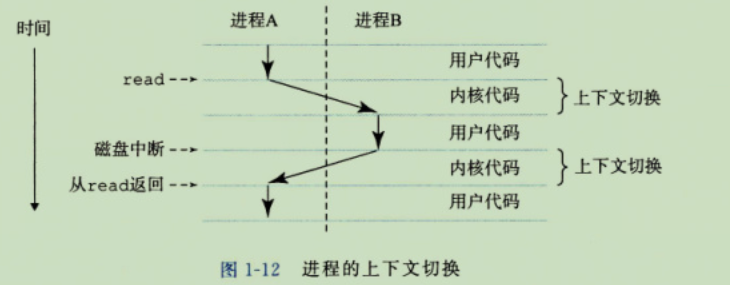 进程A 进程B
时间
用户代码
read
内核代码 上下文切换
用户代码
磁盘中断
内核代码 上下文切换
从read返回
用户代码
图 1-12 进程的上下文切换